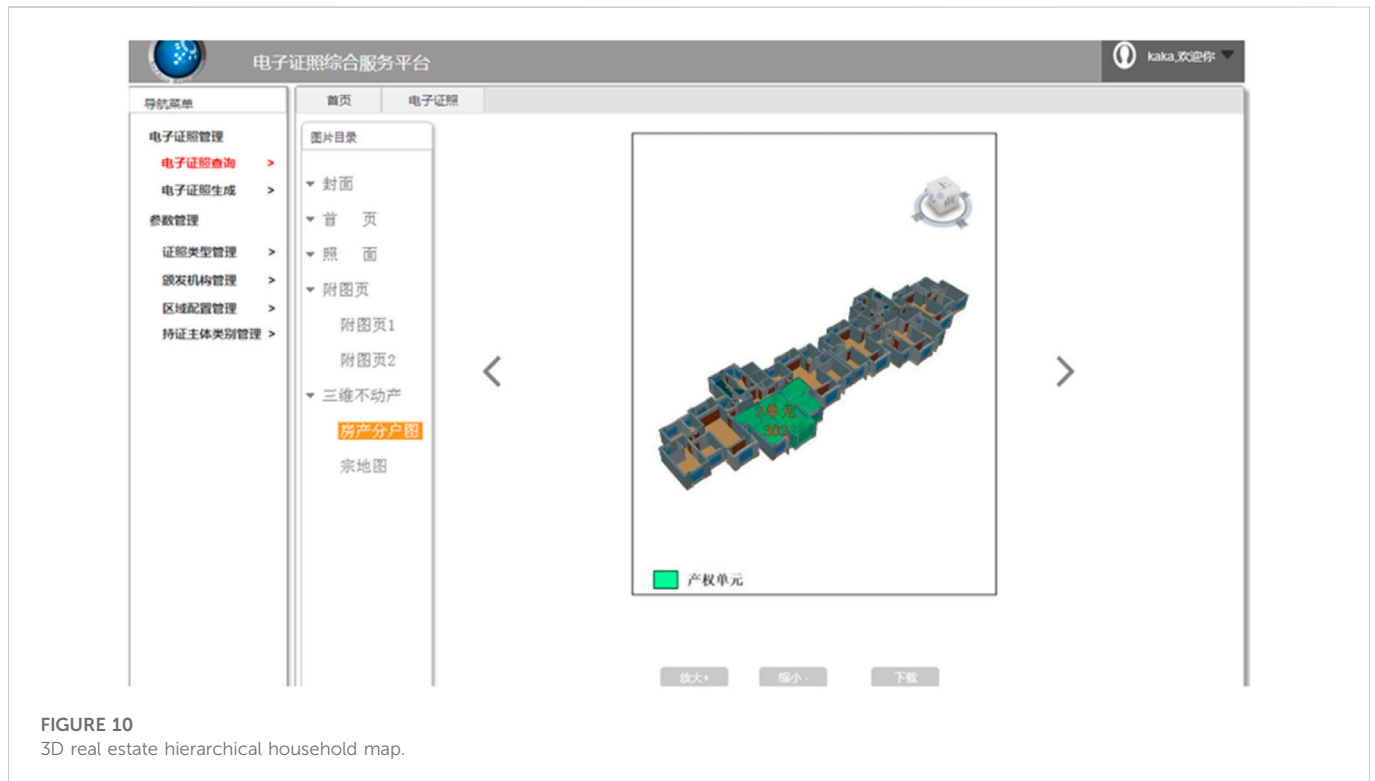 电子证照综合服务平台
kaka,欢迎你
导航菜单
首页 电子证照
电子证照管理
电子证照查询 >
电子证照生成 >
参数管理
证照类型管理 >
颁发机构管理 >
区域配置管理 >
持证主体类别管理 >
图片目录
封面
首 页
照 面
附图页
附图页1
附图页2
三维不动产
房产分户图
宗地图
2单元
302
产权单元
放大+ 缩小- 下载
FIGURE 10
3D real estate hierarchical household map.